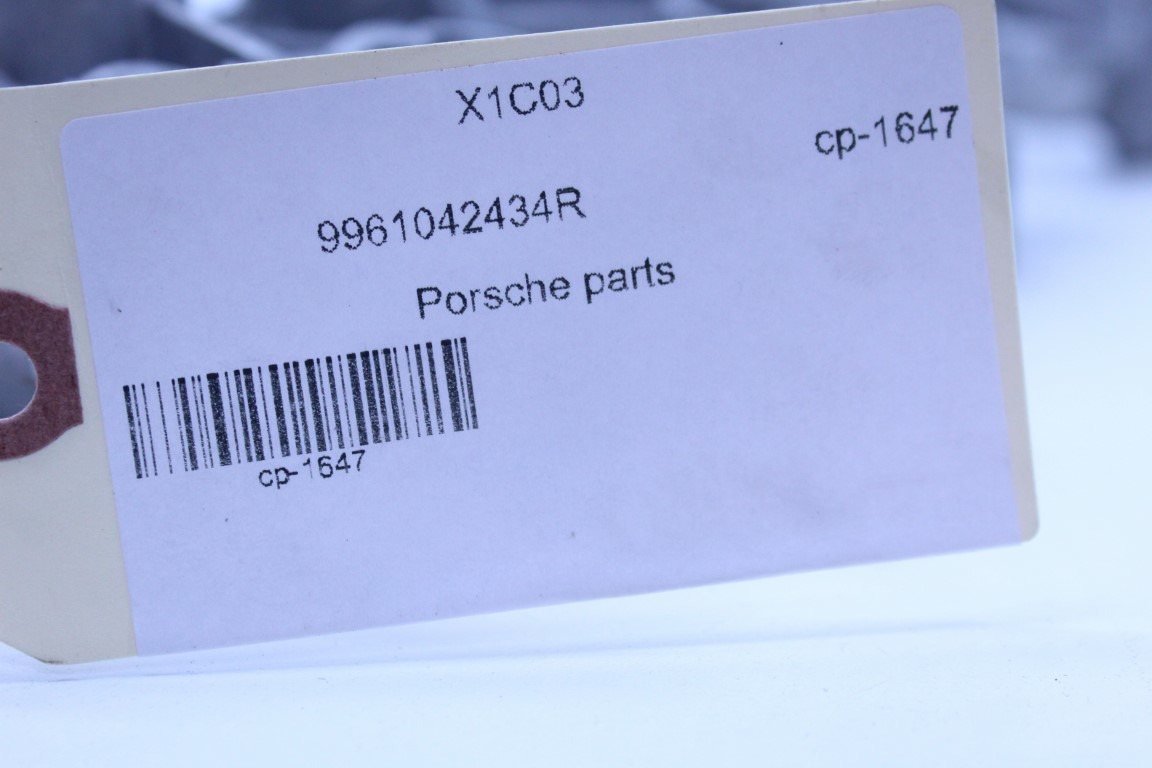 X1C03
cp-1647
9961042434R
Porsche parts
cp-1647